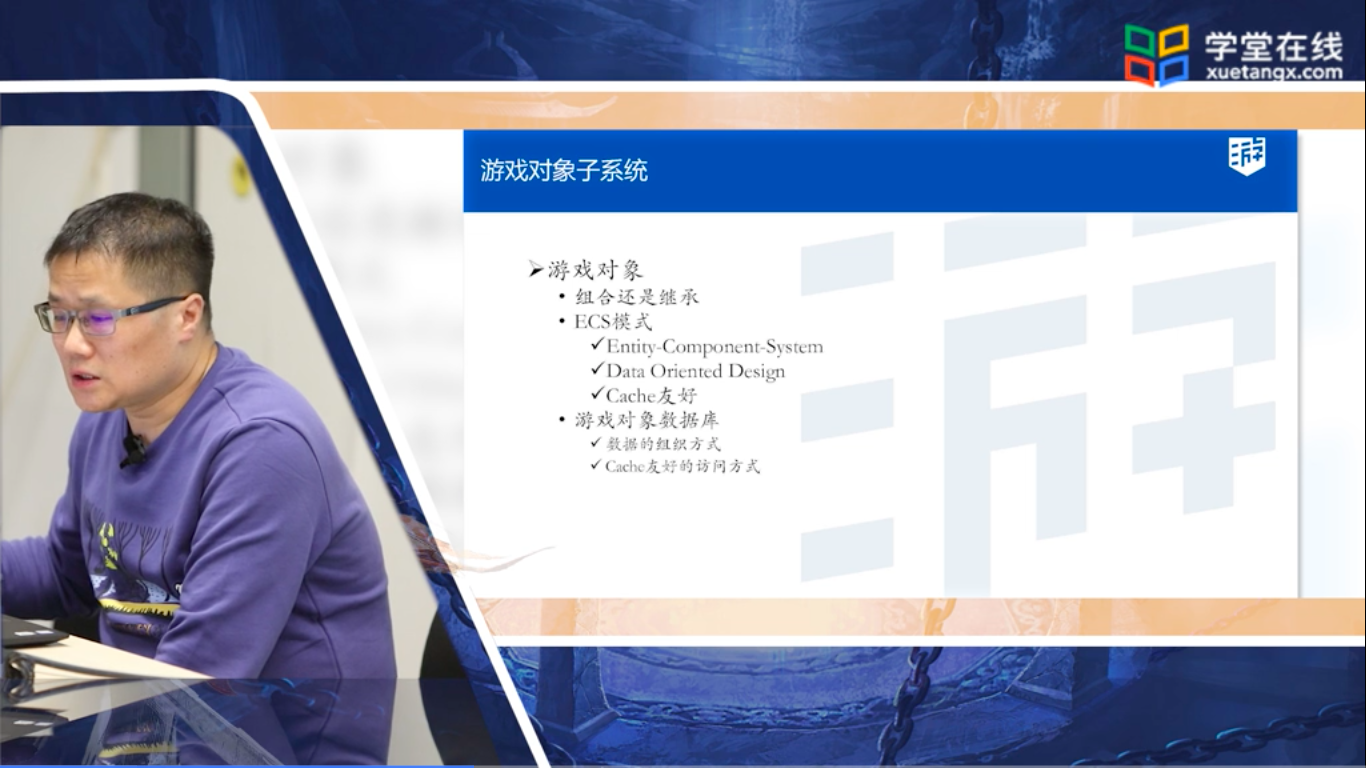 学堂在线
xuetangx.com
游戏对象子系统
游
➤游戏对象
• 组合还是继承
• ECS模式
✓Entity-Component-System
✓Data Oriented Design
✓Cache友好
• 游戏对象数据库
✓数据的组织方式
✓Cache友好的访问方式